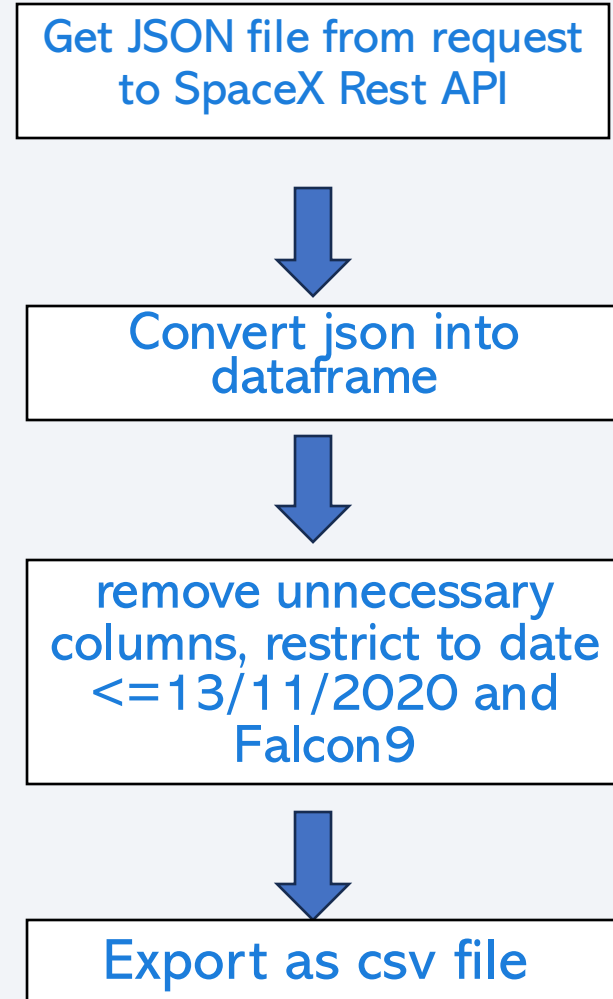 Get JSON file from request
to SpaceX Rest API
Convert json into
dataframe
remove unnecessary
columns, restrict to date
<=13/11/2020 and
Falcon9
Export as csv file